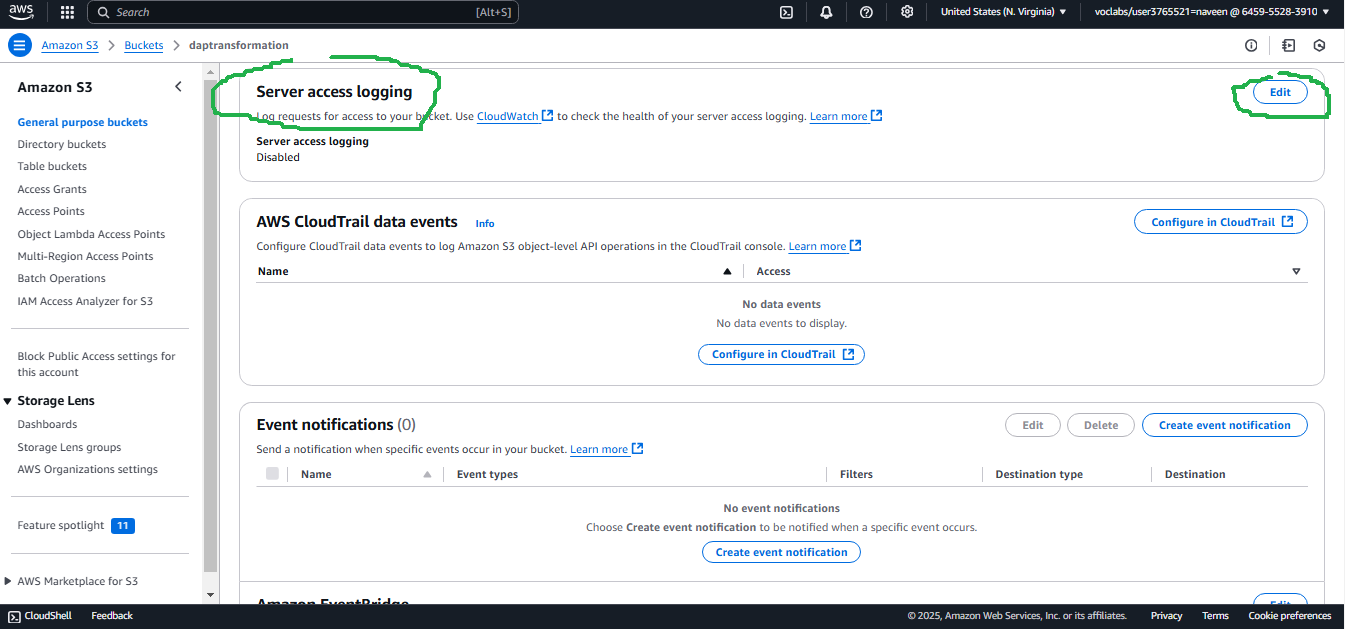 aws
Search [Alt+S]
United States (N. Virginia) voclabs/user3765521=naveen @ 6459-5528-3910
Amazon S3 Buckets daptransformation
Amazon S3
General purpose buckets
Directory buckets
Table buckets
Access Grants
Access Points
Object Lambda Access Points
Multi-Region Access Points
Batch Operations
IAM Access Analyzer for S3
Block Public Access settings for
this account
Storage Lens
Dashboards
Storage Lens groups
AWS Organizations settings
Feature spotlight 11
AWS Marketplace for S3
Server access logging
Edit
Log requests for access to your bucket. Use CloudWatch to check the health of your server access logging. Learn more
Server access logging
Disabled
AWS CloudTrail data events Info
Configure in CloudTrail
Configure CloudTrail data events to log Amazon S3 object-level API operations in the CloudTrail console. Learn more
Name Access
No data events
No data events to display.
Configure in CloudTrail
Event notifications (0)
Edit Delete Create event notification
Send a notification when specific events occur in your bucket. Learn more
Name Event types Filters Destination type Destination
No event notifications
Choose Create event notification to be notified when a specific event occurs.
Create event notification
Amazon EventBridge
Edit
CloudShell Feedback
© 2025, Amazon Web Services, Inc. or its affiliates. Privacy Terms Cookie preferences